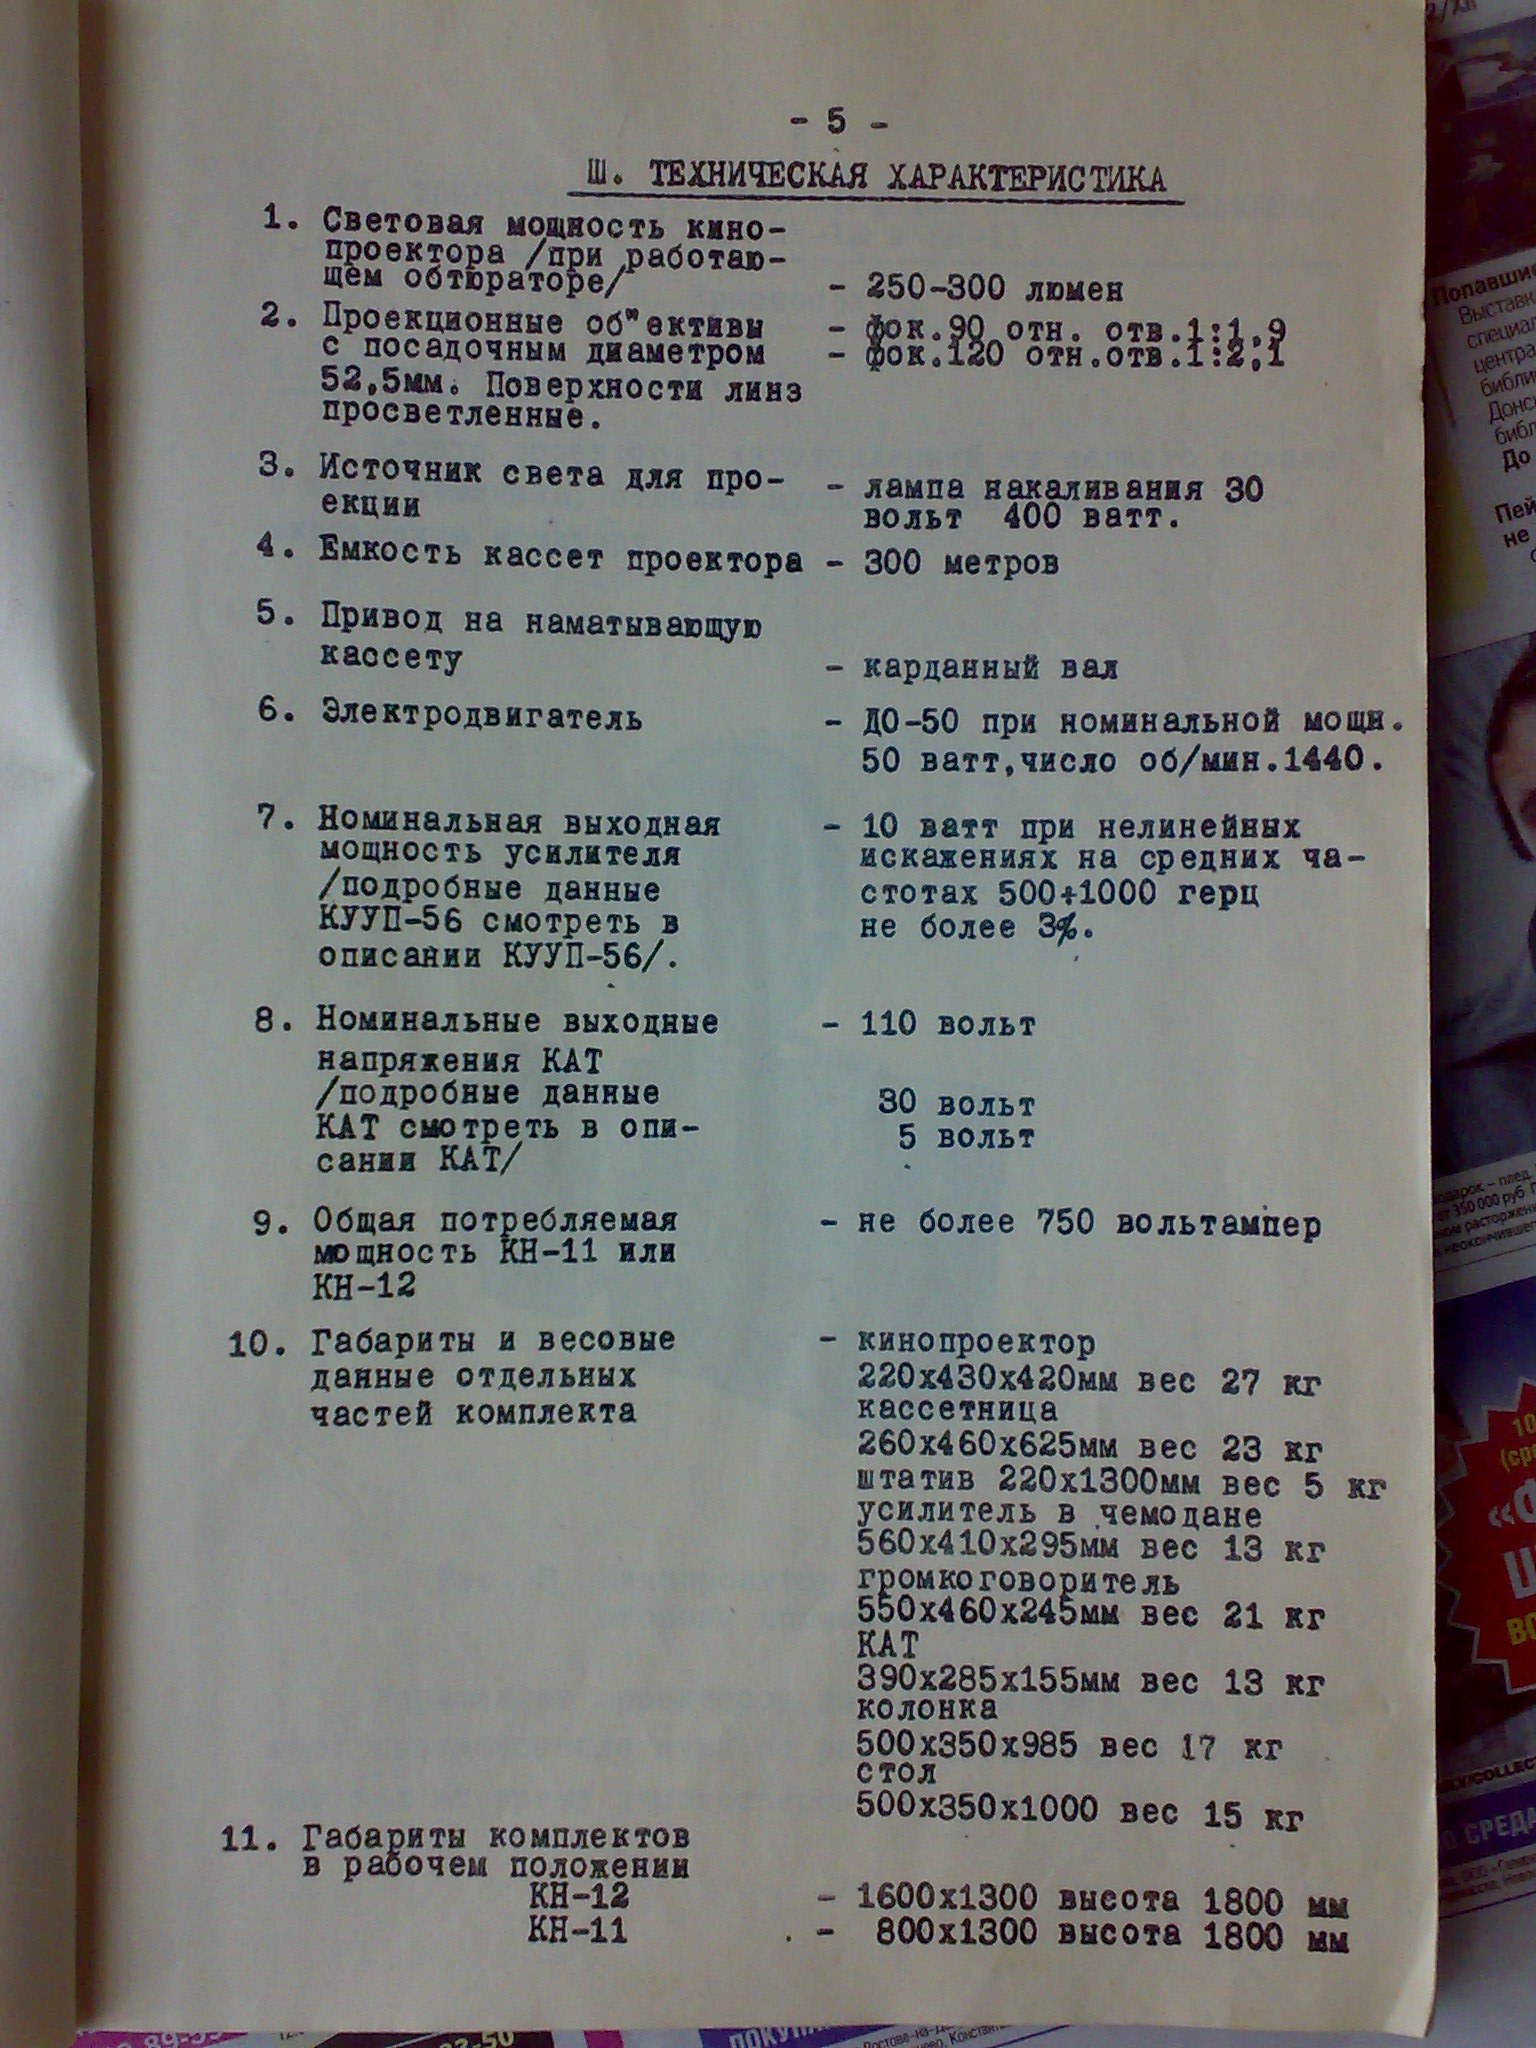 - 5 -
Ш. ТЕХНИЧЕСКАЯ ХАРАКТЕРИСТИКА
1. Световая мощность кино-
проектора /при работаю-
щем обтюраторе/ - 250-300 люмен
2. Проекционные об"ективы - фок.90 отн. отв.1:1,9
с посадочным диаметром - фок.120 отн.отв.1:2,1
52,5мм. Поверхности линз
просветленные.
3. Источник света для про- - лампа накаливания 30
екции вольт 400 ватт.
4. Емкость кассет проектора - 300 метров
5. Привод на наматывающую
кассету - карданный вал
6. Электродвигатель - ДО-50 при номинальной мощн.
50 ватт,число об/мин.1440.
7. Номинальная выходная - 10 ватт при нелинейных
мощность усилителя искажениях на средних ча-
/подробные данные стотах 500÷1000 герц
КУУП-56 смотреть в не более 3%.
описании КУУП-56/.
8. Номинальные выходные - 110 вольт
напряжения КАТ
/подробные данные 30 вольт
КАТ смотреть в опи- 5 вольт
сании КАТ/
9. Общая потребляемая - не более 750 вольтампер
мощность КН-11 или
КН-12
10. Габариты и весовые - кинопроектор
данные отдельных 220х430х420мм вес 27 кг
частей комплекта кассетница
260х460х625мм вес 23 кг
штатив 220х1300мм вес 5 кг
усилитель в чемодане
560х410х295мм вес 13 кг
громкоговоритель
550х460х245мм вес 21 кг
КАТ
390х285х155мм вес 13 кг
колонка
500х350х985 вес 17 кг
стол
500х350х1000 вес 15 кг
11. Габариты комплектов
в рабочем положении
КН-12 - 1600х1300 высота 1800 мм
КН-11 - 800х1300 высота 1800 мм
Попавшие
До
не